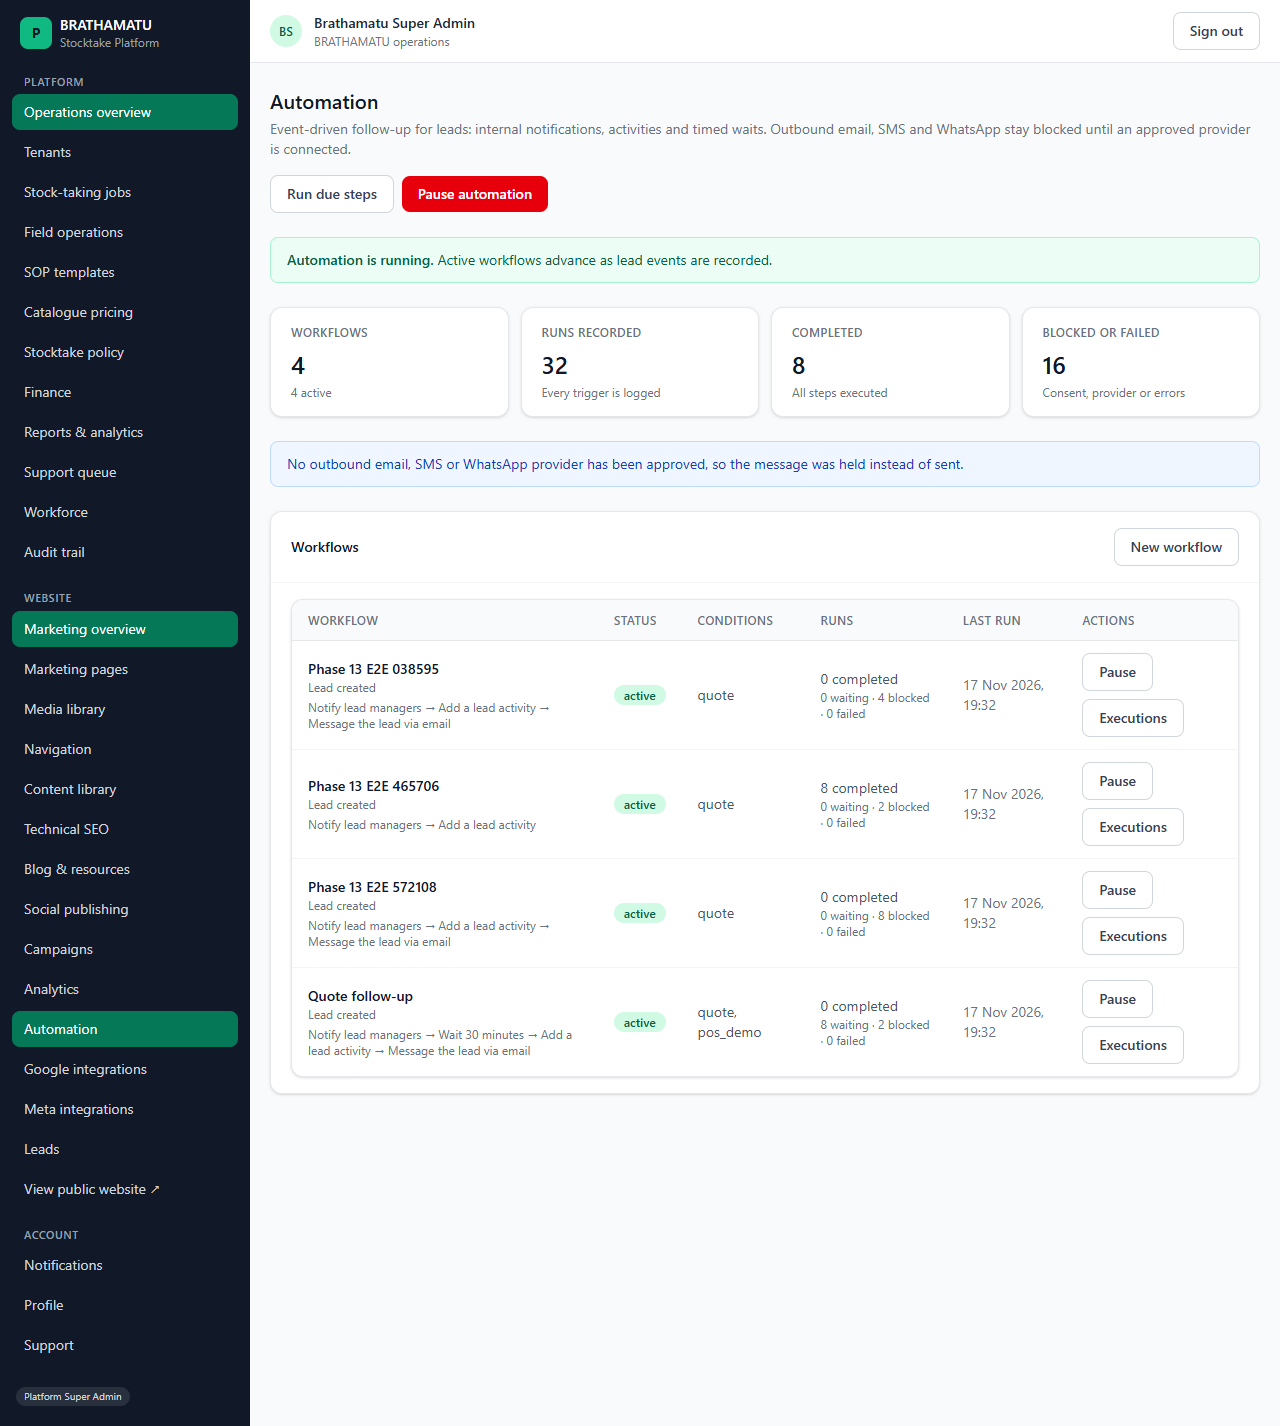 P
BRATHAMATU
Stocktake Platform
PLATFORM
Operations overview
Tenants
Stock-taking jobs
Field operations
SOP templates
Catalogue pricing
Stocktake policy
Finance
Reports & analytics
Support queue
Workforce
Audit trail
WEBSITE
Marketing overview
Marketing pages
Media library
Navigation
Content library
Technical SEO
Blog & resources
Social publishing
Campaigns
Analytics
Automation
Google integrations
Meta integrations
Leads
View public website ↗
ACCOUNT
Notifications
Profile
Support
Platform Super Admin
BS
Brathamatu Super Admin
BRATHAMATU operations
Sign out
Automation
Event-driven follow-up for leads: internal notifications, activities and timed waits. Outbound email, SMS and WhatsApp stay blocked until an approved provider
is connected.
Run due steps
Pause automation
Automation is running. Active workflows advance as lead events are recorded.
WORKFLOWS
4
4 active
RUNS RECORDED
32
Every trigger is logged
COMPLETED
8
All steps executed
BLOCKED OR FAILED
16
Consent, provider or errors
No outbound email, SMS or WhatsApp provider has been approved, so the message was held instead of sent.
Workflows
New workflow
WORKFLOW STATUS CONDITIONS RUNS LAST RUN ACTIONS
Phase 13 E2E 038595
Lead created
Notify lead managers → Add a lead activity →
Message the lead via email
active
quote
0 completed
0 waiting · 4 blocked
· 0 failed
17 Nov 2026,
19:32
Pause
Executions
Phase 13 E2E 465706
Lead created
Notify lead managers → Add a lead activity
active
quote
8 completed
0 waiting · 2 blocked
· 0 failed
17 Nov 2026,
19:32
Pause
Executions
Phase 13 E2E 572108
Lead created
Notify lead managers → Add a lead activity →
Message the lead via email
active
quote
0 completed
0 waiting · 8 blocked
· 0 failed
17 Nov 2026,
19:32
Pause
Executions
Quote follow-up
Lead created
Notify lead managers → Wait 30 minutes → Add a
lead activity → Message the lead via email
active
quote,
pos_demo
0 completed
8 waiting · 2 blocked
· 0 failed
17 Nov 2026,
19:32
Pause
Executions